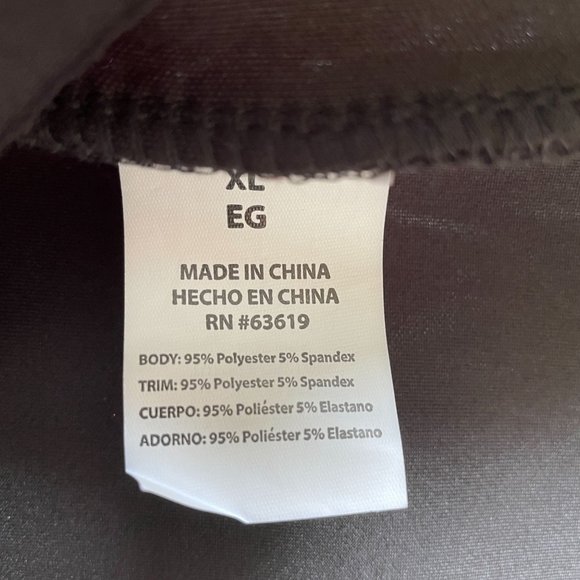 XL
EG
MADE IN CHINA
HECHO EN CHINA
RN #63619
BODY: 95% Polyester 5% Spandex
TRIM: 95% Polyester 5% Spandex
CUERPO: 95% Poliéster 5% Elastano
ADORNO: 95% Poliéster 5% Elastano